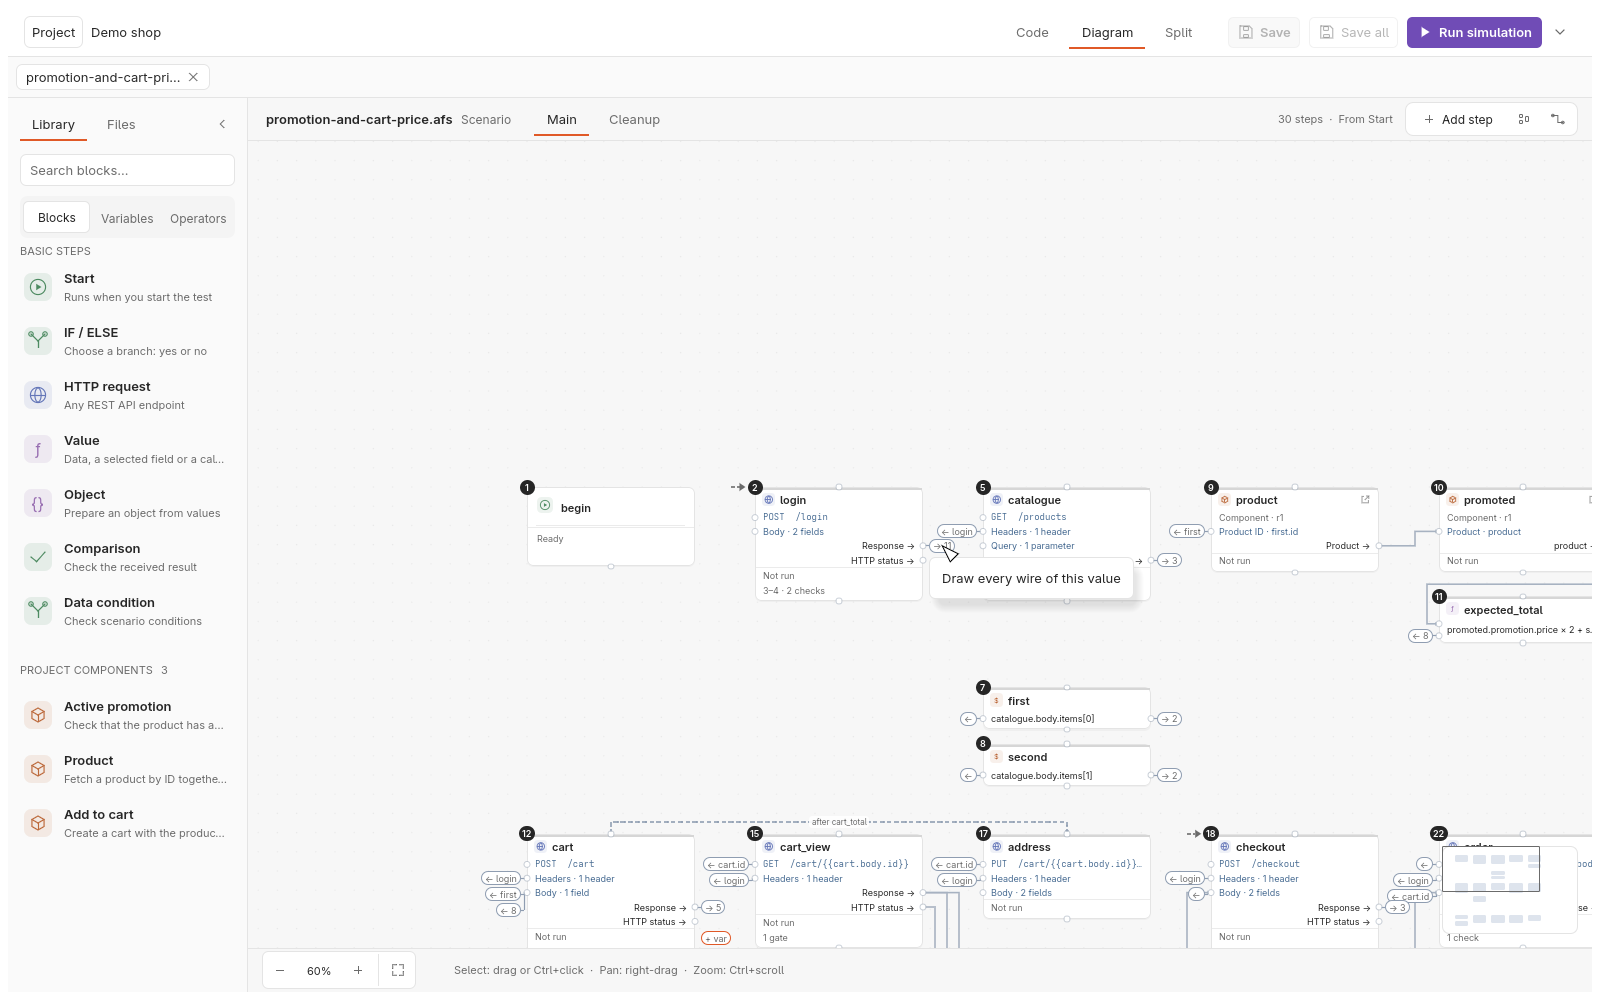 Project Demo shop Code Diagram Split Save Save all Run simulation
promotion-and-cart-pri...
Library Files
promotion-and-cart-price.afs Scenario Main Cleanup 30 steps · From Start + Add step
Search blocks...
Blocks Variables Operators
BASIC STEPS
Start
Runs when you start the test
IF / ELSE
Choose a branch: yes or no
HTTP request
Any REST API endpoint
Value
Data, a selected field or a cal...
Object
Prepare an object from values
Comparison
Check the received result
Data condition
Check scenario conditions
PROJECT COMPONENTS 3
Active promotion
Check that the product has a...
Product
Fetch a product by ID togethe...
Add to cart
Create a cart with the produc...
1
begin
Ready
2
login
POST /login
Body · 2 fields
Response →
→ 11
HTTP status →
Not run
3–4 · 2 checks
5
catalogue
GET /products
← login
Headers · 1 header
Query · 1 parameter
→
→ 3
Draw every wire of this value
9
product
Component · r1
← first
Product ID · first.id
Product →
Not run
10
promoted
Component · r1
Product · product
product
Not run
11
expected_total
← 8
promoted.promotion.price × 2 + s.
7
first
←
catalogue.body.items[0]
→ 2
8
second
←
catalogue.body.items[1]
→ 2
after cart_total
12
cart
POST /cart
← login
Headers · 1 header
← first
Body · 1 field
← 8
Response →
→ 5
HTTP status →
Not run
+ var
15
cart_view
← cart.id
GET /cart/{{cart.body.id}}
← login
Headers · 1 header
Response →
HTTP status →
Not run
1 gate
17
address
← cart.id
PUT /cart/{{cart.body.id}}…
← login
Headers · 1 header
Body · 2 fields
Not run
18
checkout
POST /checkout
← login
Headers · 1 header
←
Body · 2 fields
Response →
→ 3
HTTP status →
Not run
22
order
←
← login
← cart.id
1 check
− 60% +
Select: drag or Ctrl+click · Pan: right-drag · Zoom: Ctrl+scroll